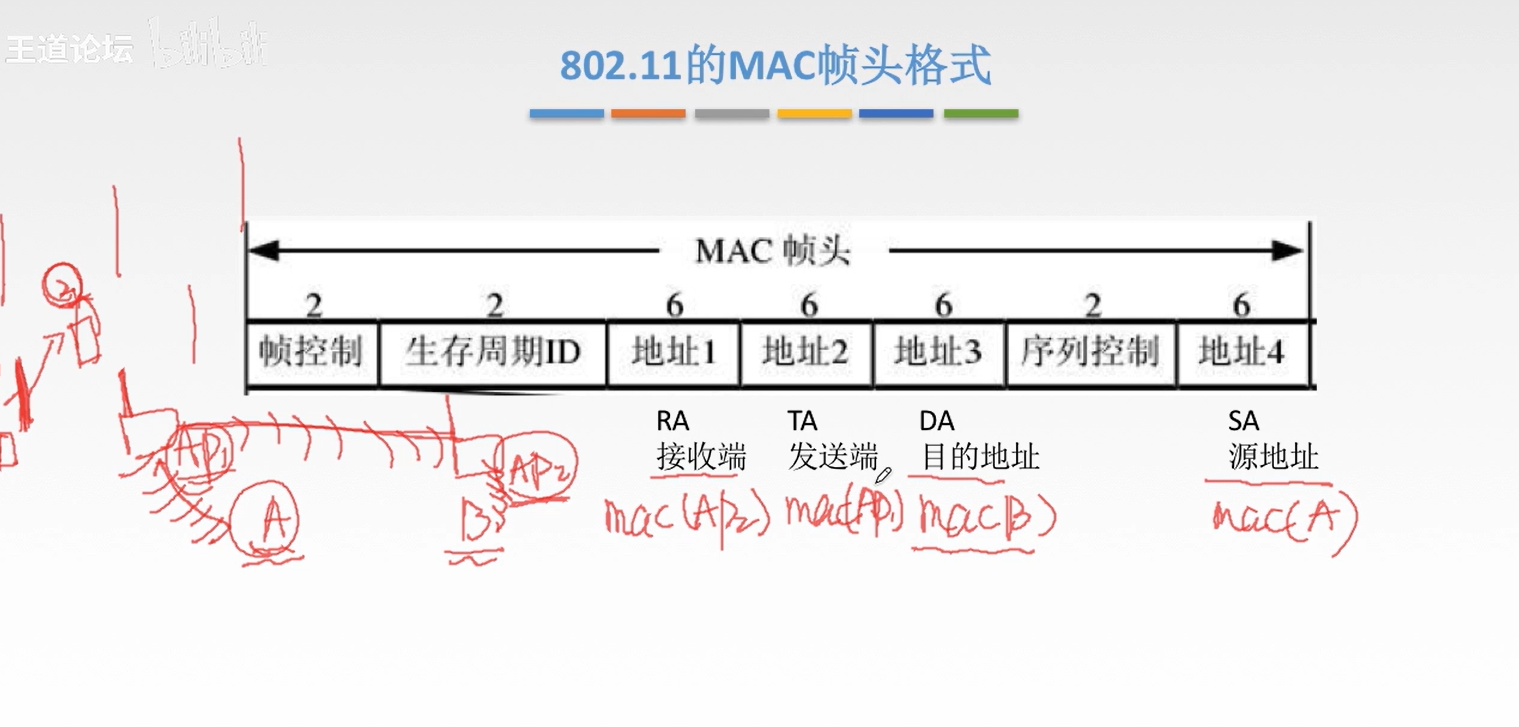 王道论坛 bilibili
802.11的MAC帧头格式
MAC 帧头
2 2 6 6 6 2 6
帧控制 生存周期ID 地址1 地址2 地址3 序列控制 地址4
RA TA DA SA
接收端 发送端 目的地址 源地址
mac(AP2) mac(AP1) mac(B) mac(A)
2
AP1 AP2
A B